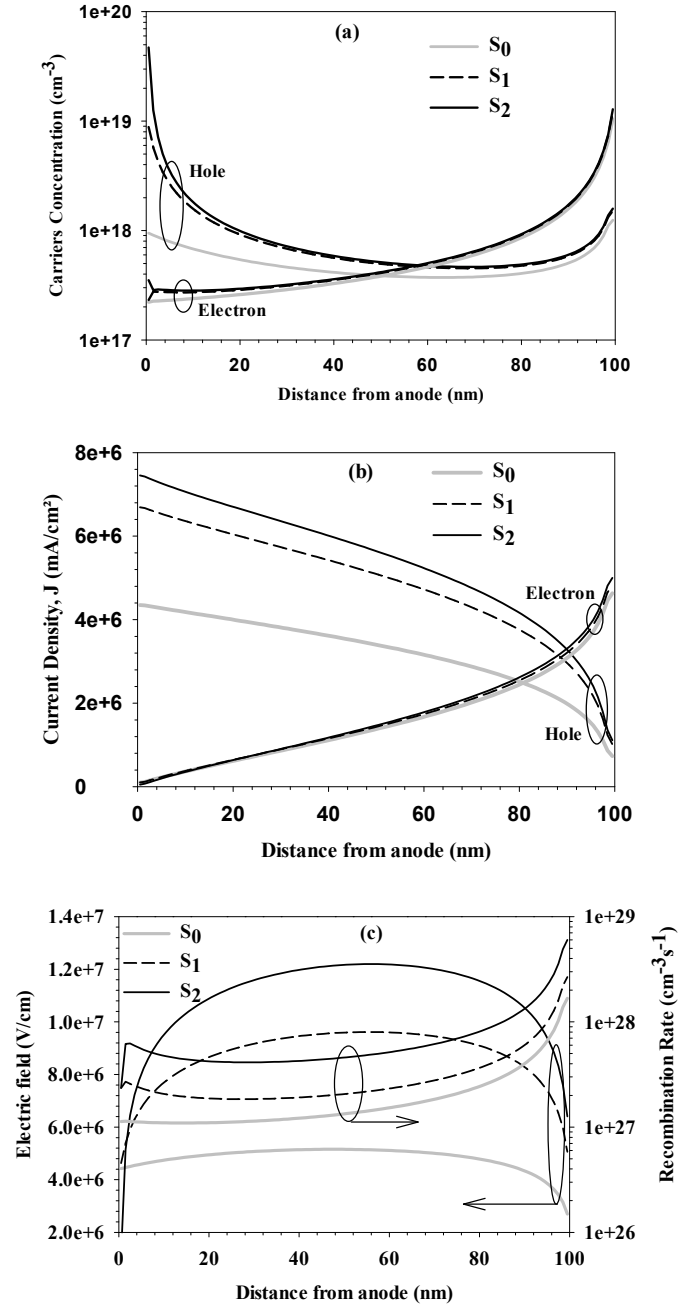 (a)
S0
S1
S2
Hole
Electron
Carriers Concentration (cm-3)
1e+20
1e+19
1e+18
1e+17
0 20 40 60 80 100
Distance from anode (nm)
(b)
S0
S1
S2
Electron
Hole
Current Density, J (mA/cm²)
8e+6
6e+6
4e+6
2e+6
0
0 20 40 60 80 100
Distance from anode (nm)
(c)
S0
S1
S2
Electric field (V/cm)
1.4e+7
1.2e+7
1.0e+7
8.0e+6
6.0e+6
4.0e+6
2.0e+6
1e+29
1e+28
1e+27
1e+26
Recombination Rate (cm-3s-1)
0 20 40 60 80 100
Distance from anode (nm)